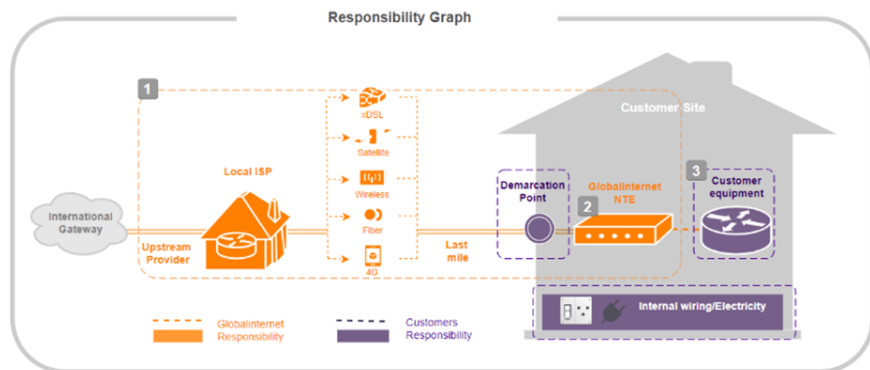 Responsibility Graph
1
xDSL
Satellite
Wireless
Fiber
4G
Local ISP
International
Gateway
Upstream
Provider
Last
mile
Customer Site
Demarcation
Point
2
Globalinternet
NTE
3
Customer
equipment
Internal wiring/Electricity
Globalinternet
Responsibility
Customers
Responsibility